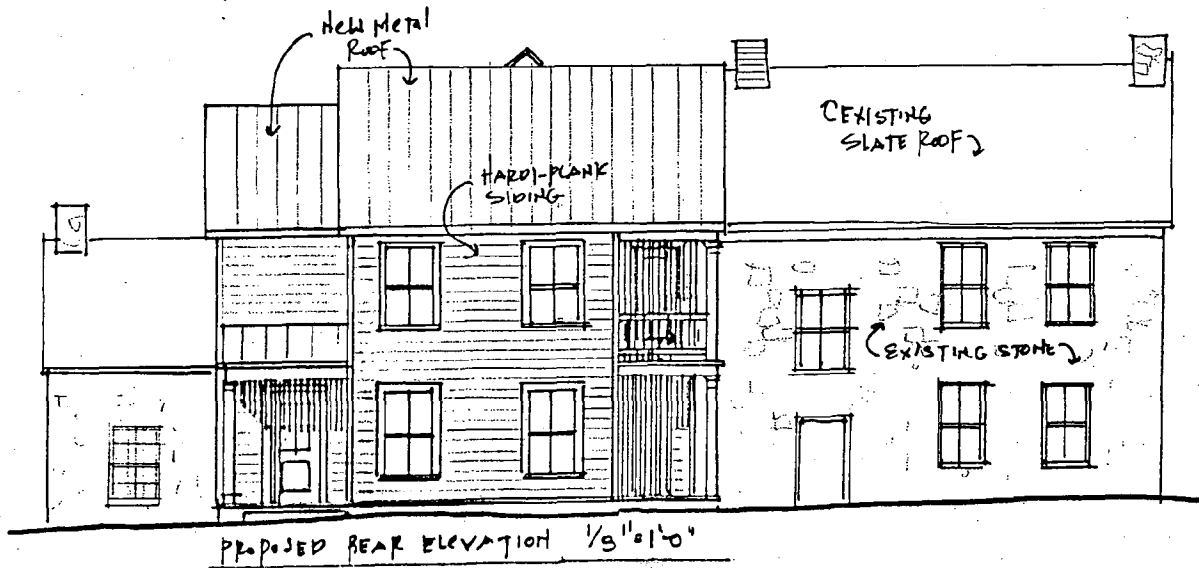 NEW METAL
ROOF
EXISTING
SLATE ROOF
HARDI-PLANK
SIDING
EXISTING STONE
PROPOSED REAR ELEVATION 1/8"=1'-0"